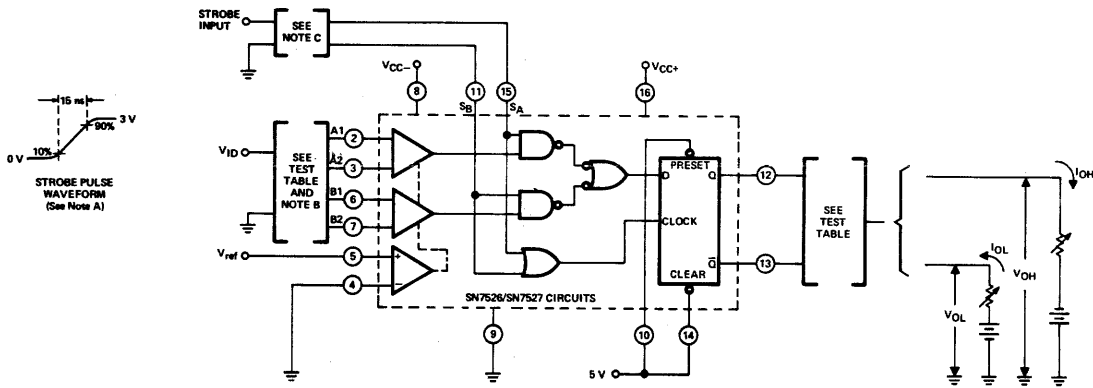 STROBE
INPUT
SEE
NOTE C
VCC−
8
11
15
SB
SA
VCC+
16
15 ns
3 V
90%
10%
0 V
STROBE PULSE
WAVEFORM
(See Note A)
VID
SEE
TEST
TABLE
AND
NOTE B
A1
2
A2
3
B1
6
B2
7
Vref
5
+
4
−
PRESET
D
Q
CLOCK
Q̅
CLEAR
SN7526/SN7527 CIRCUITS
9
10
14
5 V
12
13
SEE
TEST
TABLE
IOH
IOL
VOH
VOL